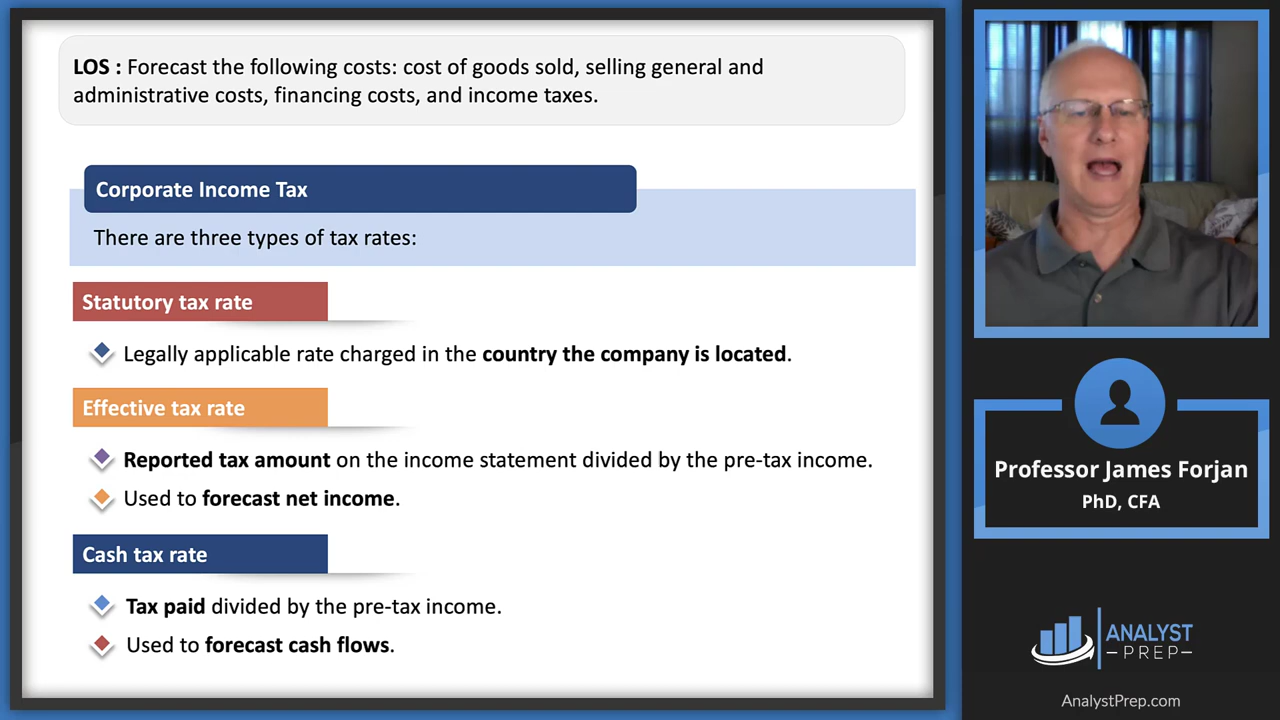 LOS : Forecast the following costs: cost of goods sold, selling general and
administrative costs, financing costs, and income taxes.
Corporate Income Tax
There are three types of tax rates:
Statutory tax rate
Legally applicable rate charged in the country the company is located.
Effective tax rate
Reported tax amount on the income statement divided by the pre-tax income.
Used to forecast net income.
Cash tax rate
Tax paid divided by the pre-tax income.
Used to forecast cash flows.
Professor James Forjan
PhD, CFA
ANALYST
PREP
AnalystPrep.com